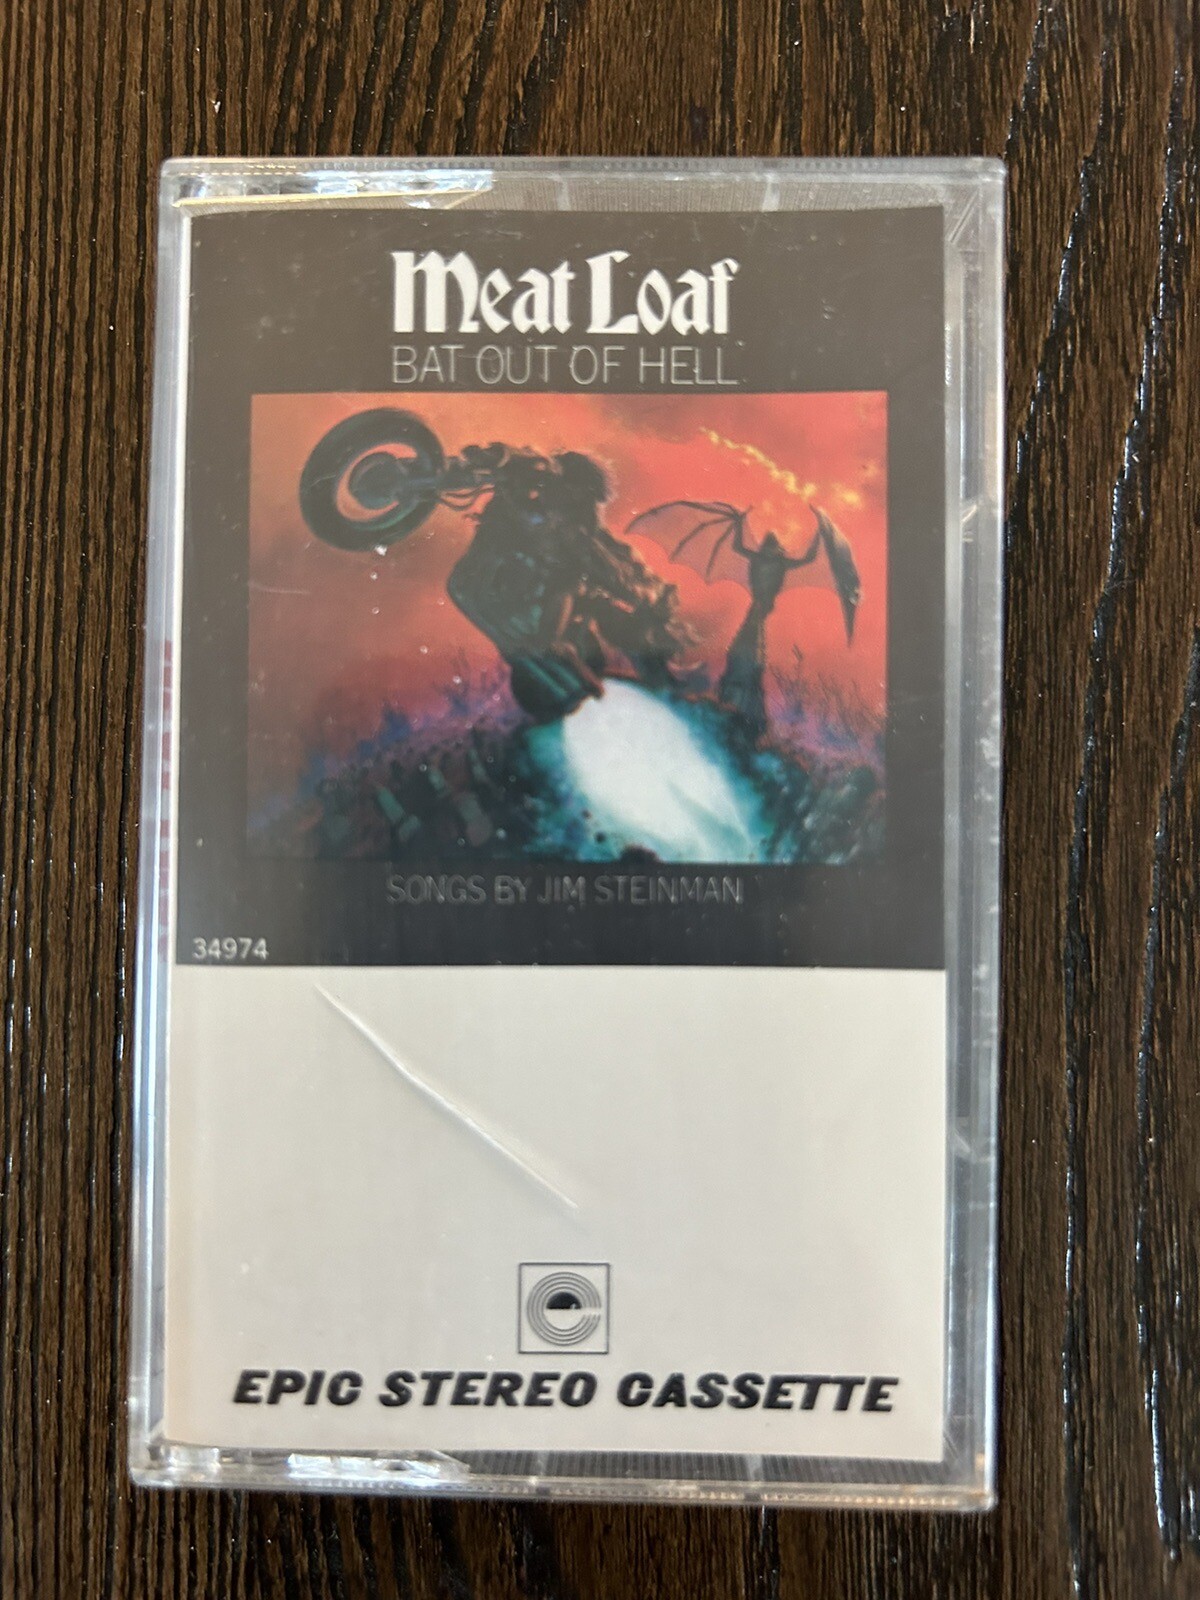 Meat Loaf
BAT OUT OF HELL
SONGS BY JIM STEINMAN
34974
EPIC STEREO CASSETTE